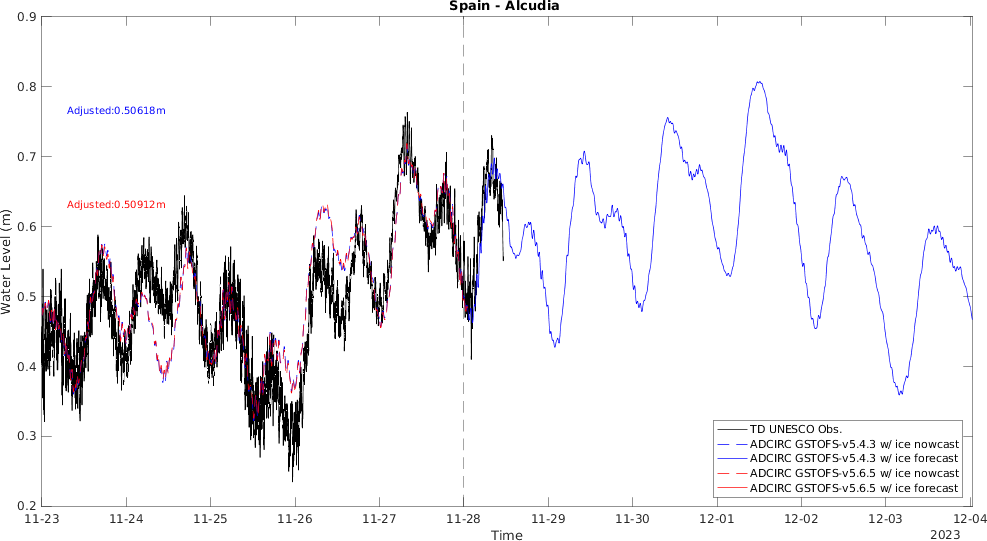 Spain - Alcudia
0.9
0.8
0.7
0.6
0.5
0.4
0.3
0.2
Water Level (m)
Adjusted:0.50618m
Adjusted:0.50912m
TD UNESCO Obs.
ADCIRC GSTOFS-v5.4.3 w/ ice nowcast
ADCIRC GSTOFS-v5.4.3 w/ ice forecast
ADCIRC GSTOFS-v5.6.5 w/ ice nowcast
ADCIRC GSTOFS-v5.6.5 w/ ice forecast
11-23 11-24 11-25 11-26 11-27 11-28 11-29 11-30 12-01 12-02 12-03 12-04
Time
2023